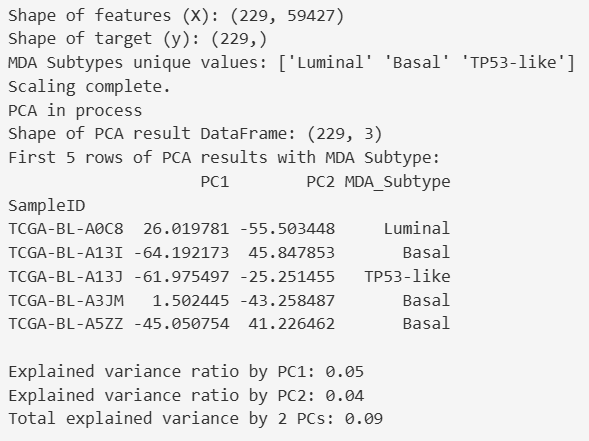 Shape of features (X): (229, 59427)
Shape of target (y): (229,)
MDA Subtypes unique values: ['Luminal' 'Basal' 'TP53-like']
Scaling complete.
PCA in process
Shape of PCA result DataFrame: (229, 3)
First 5 rows of PCA results with MDA Subtype:
PC1 PC2 MDA_Subtype
SampleID
TCGA-BL-A0C8 26.019781 -55.503448 Luminal
TCGA-BL-A13I -64.192173 45.847853 Basal
TCGA-BL-A13J -61.975497 -25.251455 TP53-like
TCGA-BL-A3JM 1.502445 -43.258487 Basal
TCGA-BL-A5ZZ -45.050754 41.226462 Basal
Explained variance ratio by PC1: 0.05
Explained variance ratio by PC2: 0.04
Total explained variance by 2 PCs: 0.09